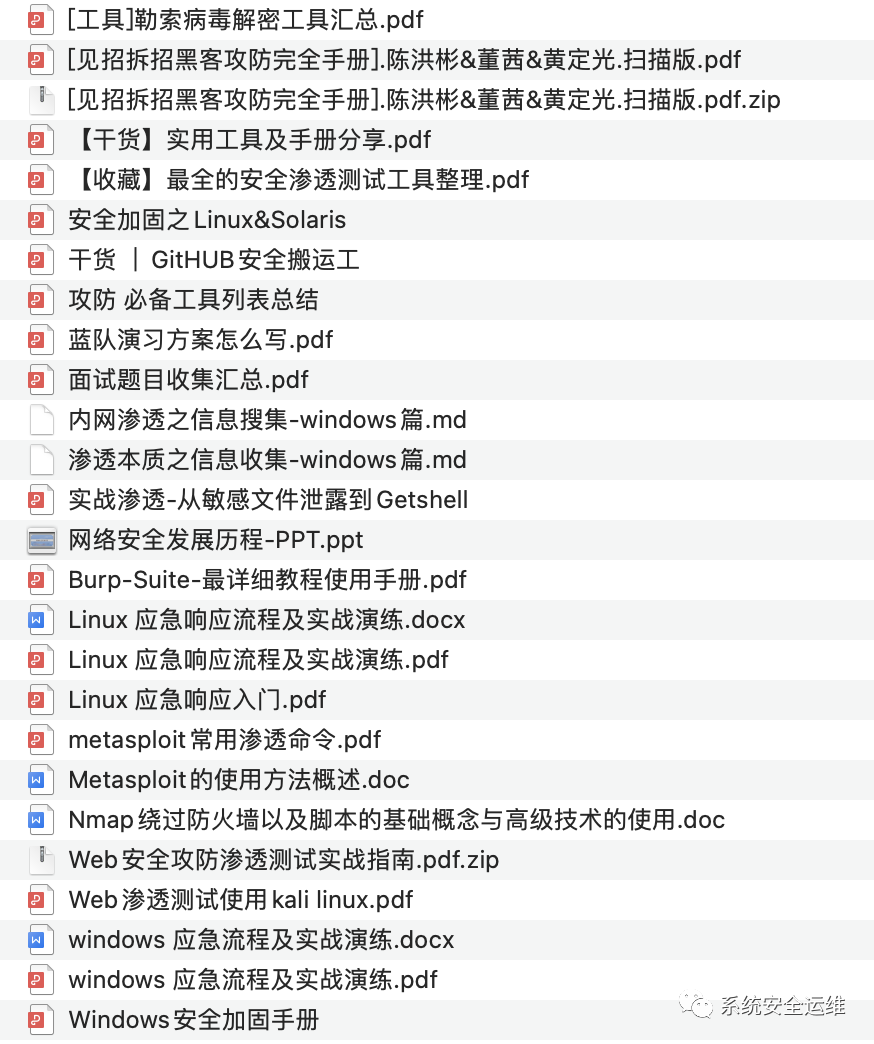 [工具]勒索病毒解密工具汇总.pdf
[见招拆招黑客攻防完全手册].陈洪彬&董茜&黄定光.扫描版.pdf
[见招拆招黑客攻防完全手册].陈洪彬&董茜&黄定光.扫描版.pdf.zip
【干货】实用工具及手册分享.pdf
【收藏】最全的安全渗透测试工具整理.pdf
安全加固之Linux&Solaris
干货 ｜ GitHUB安全搬运工
攻防 必备工具列表总结
蓝队演习方案怎么写.pdf
面试题目收集汇总.pdf
内网渗透之信息搜集-windows篇.md
渗透本质之信息收集-windows篇.md
实战渗透-从敏感文件泄露到Getshell
网络安全发展历程-PPT.ppt
Burp-Suite-最详细教程使用手册.pdf
Linux 应急响应流程及实战演练.docx
Linux 应急响应流程及实战演练.pdf
Linux 应急响应入门.pdf
metasploit常用渗透命令.pdf
Metasploit的使用方法概述.doc
Nmap绕过防火墙以及脚本的基础概念与高级技术的使用.doc
Web安全攻防渗透测试实战指南.pdf.zip
Web渗透测试使用kali linux.pdf
windows 应急流程及实战演练.docx
windows 应急流程及实战演练.pdf
Windows安全加固手册
系统安全运维